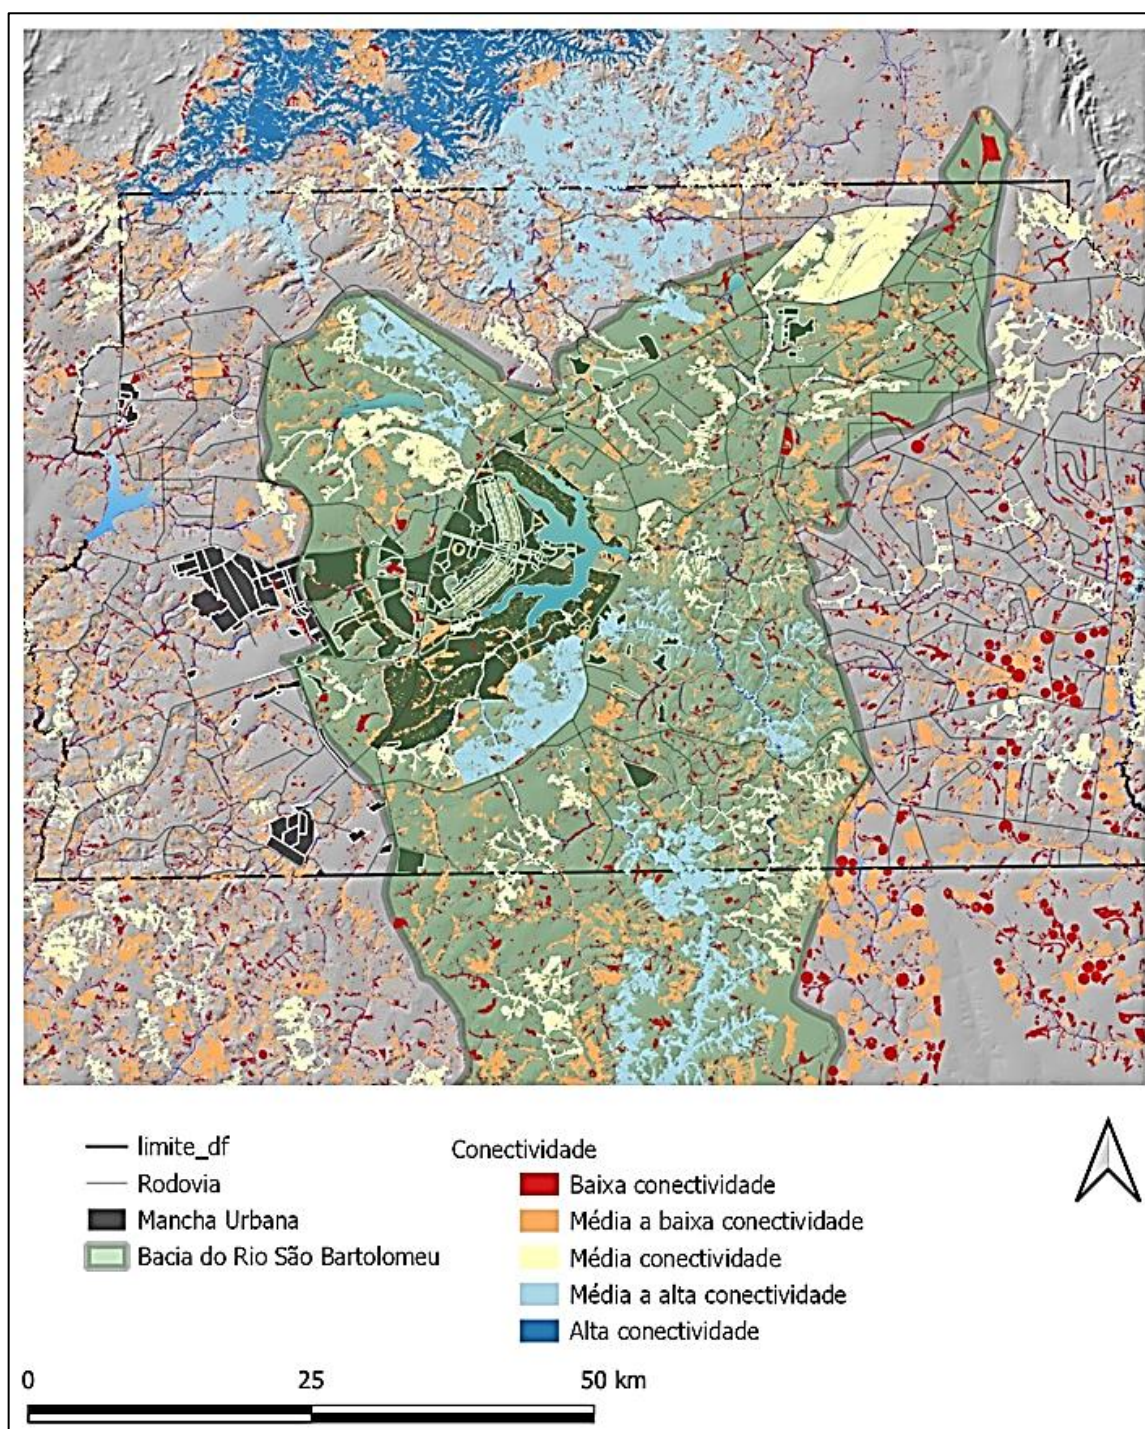 limite_df
Rodovia
Mancha Urbana
Bacia do Rio São Bartolomeu
Conectividade
Baixa conectividade
Média a baixa conectividade
Média conectividade
Média a alta conectividade
Alta conectividade
0 25 50 km